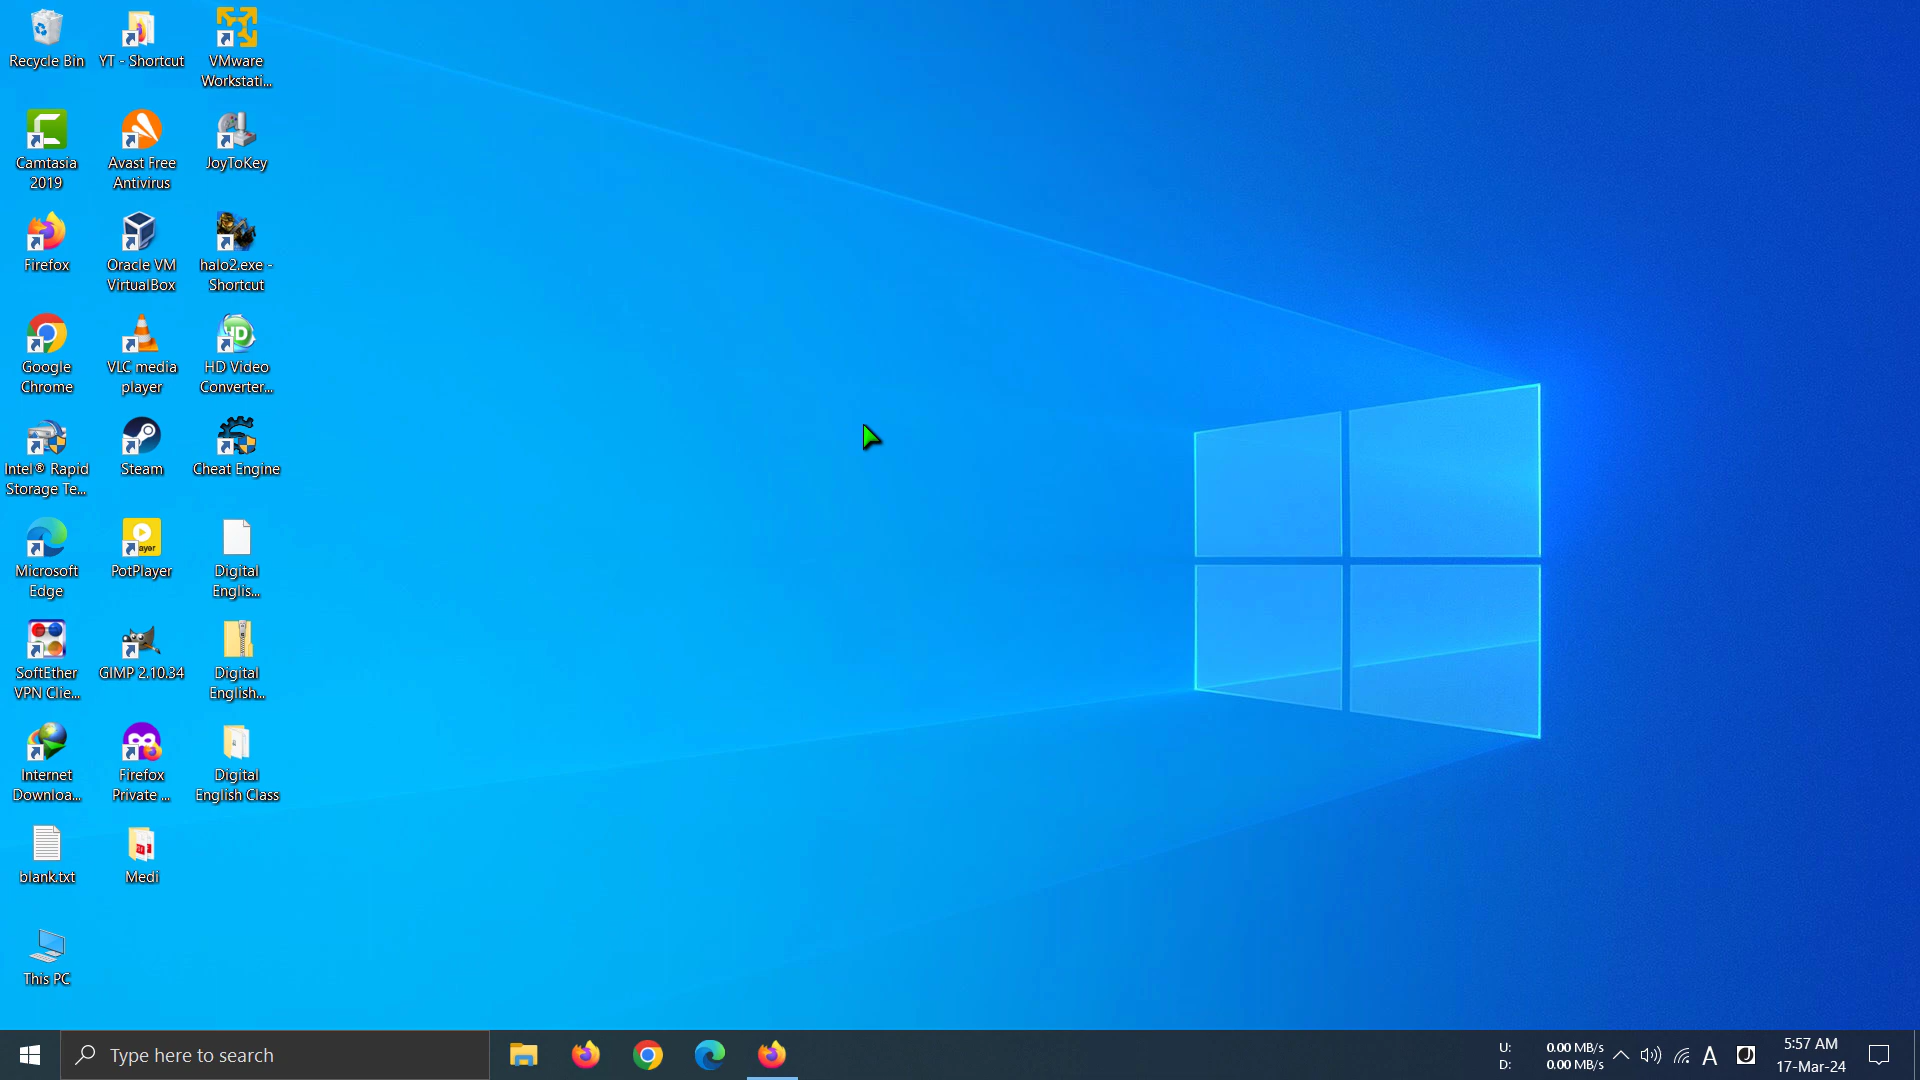 Recycle Bin
YT - Shortcut
VMware
Workstati...
Camtasia
2019
Avast Free
Antivirus
JoyToKey
Firefox
Oracle VM
VirtualBox
halo2.exe -
Shortcut
Google
Chrome
VLC media
player
HD
HD Video
Converter...
Intel® Rapid
Storage Te...
Steam
Cheat Engine
Microsoft
Edge
ayer
PotPlayer
Digital
Englis...
SoftEther
VPN Clie...
GIMP 2.10.34
Digital
English...
Internet
Downloa...
Firefox
Private ...
Digital
English Class
blank.txt
Medi
This PC
Type here to search
U: 0.00 MB/s
D: 0.00 MB/s
A
5:57 AM
17-Mar-24